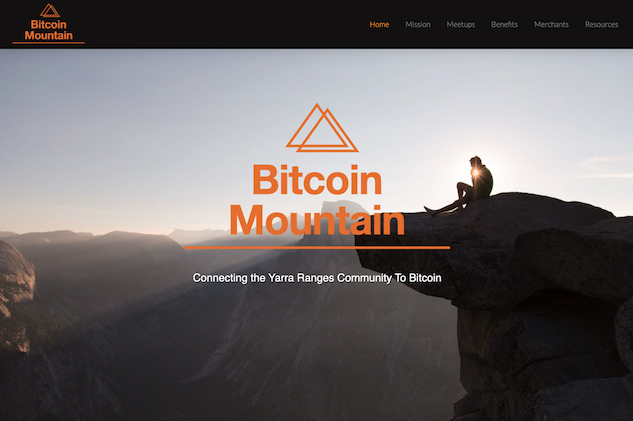 Bitcoin
Mountain
Home Mission Meetups Benefits Merchants Resources
Bitcoin
Mountain
Connecting the Yarra Ranges Community To Bitcoin